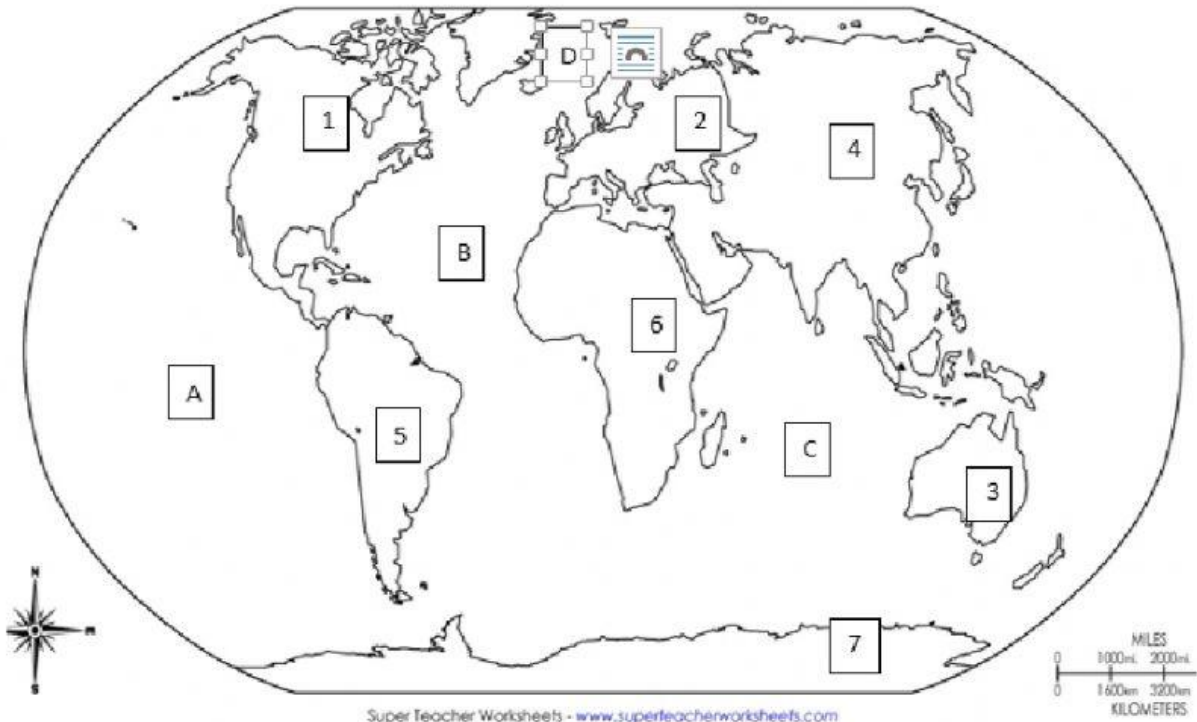 D
1
2
4
B
6
A
5
C
3
7
N
S
MILES
0 1000mi. 2000mi.
0 1600km 3200km
KILOMETERS
Super Teacher Worksheets - www.superteacherworksheets.com